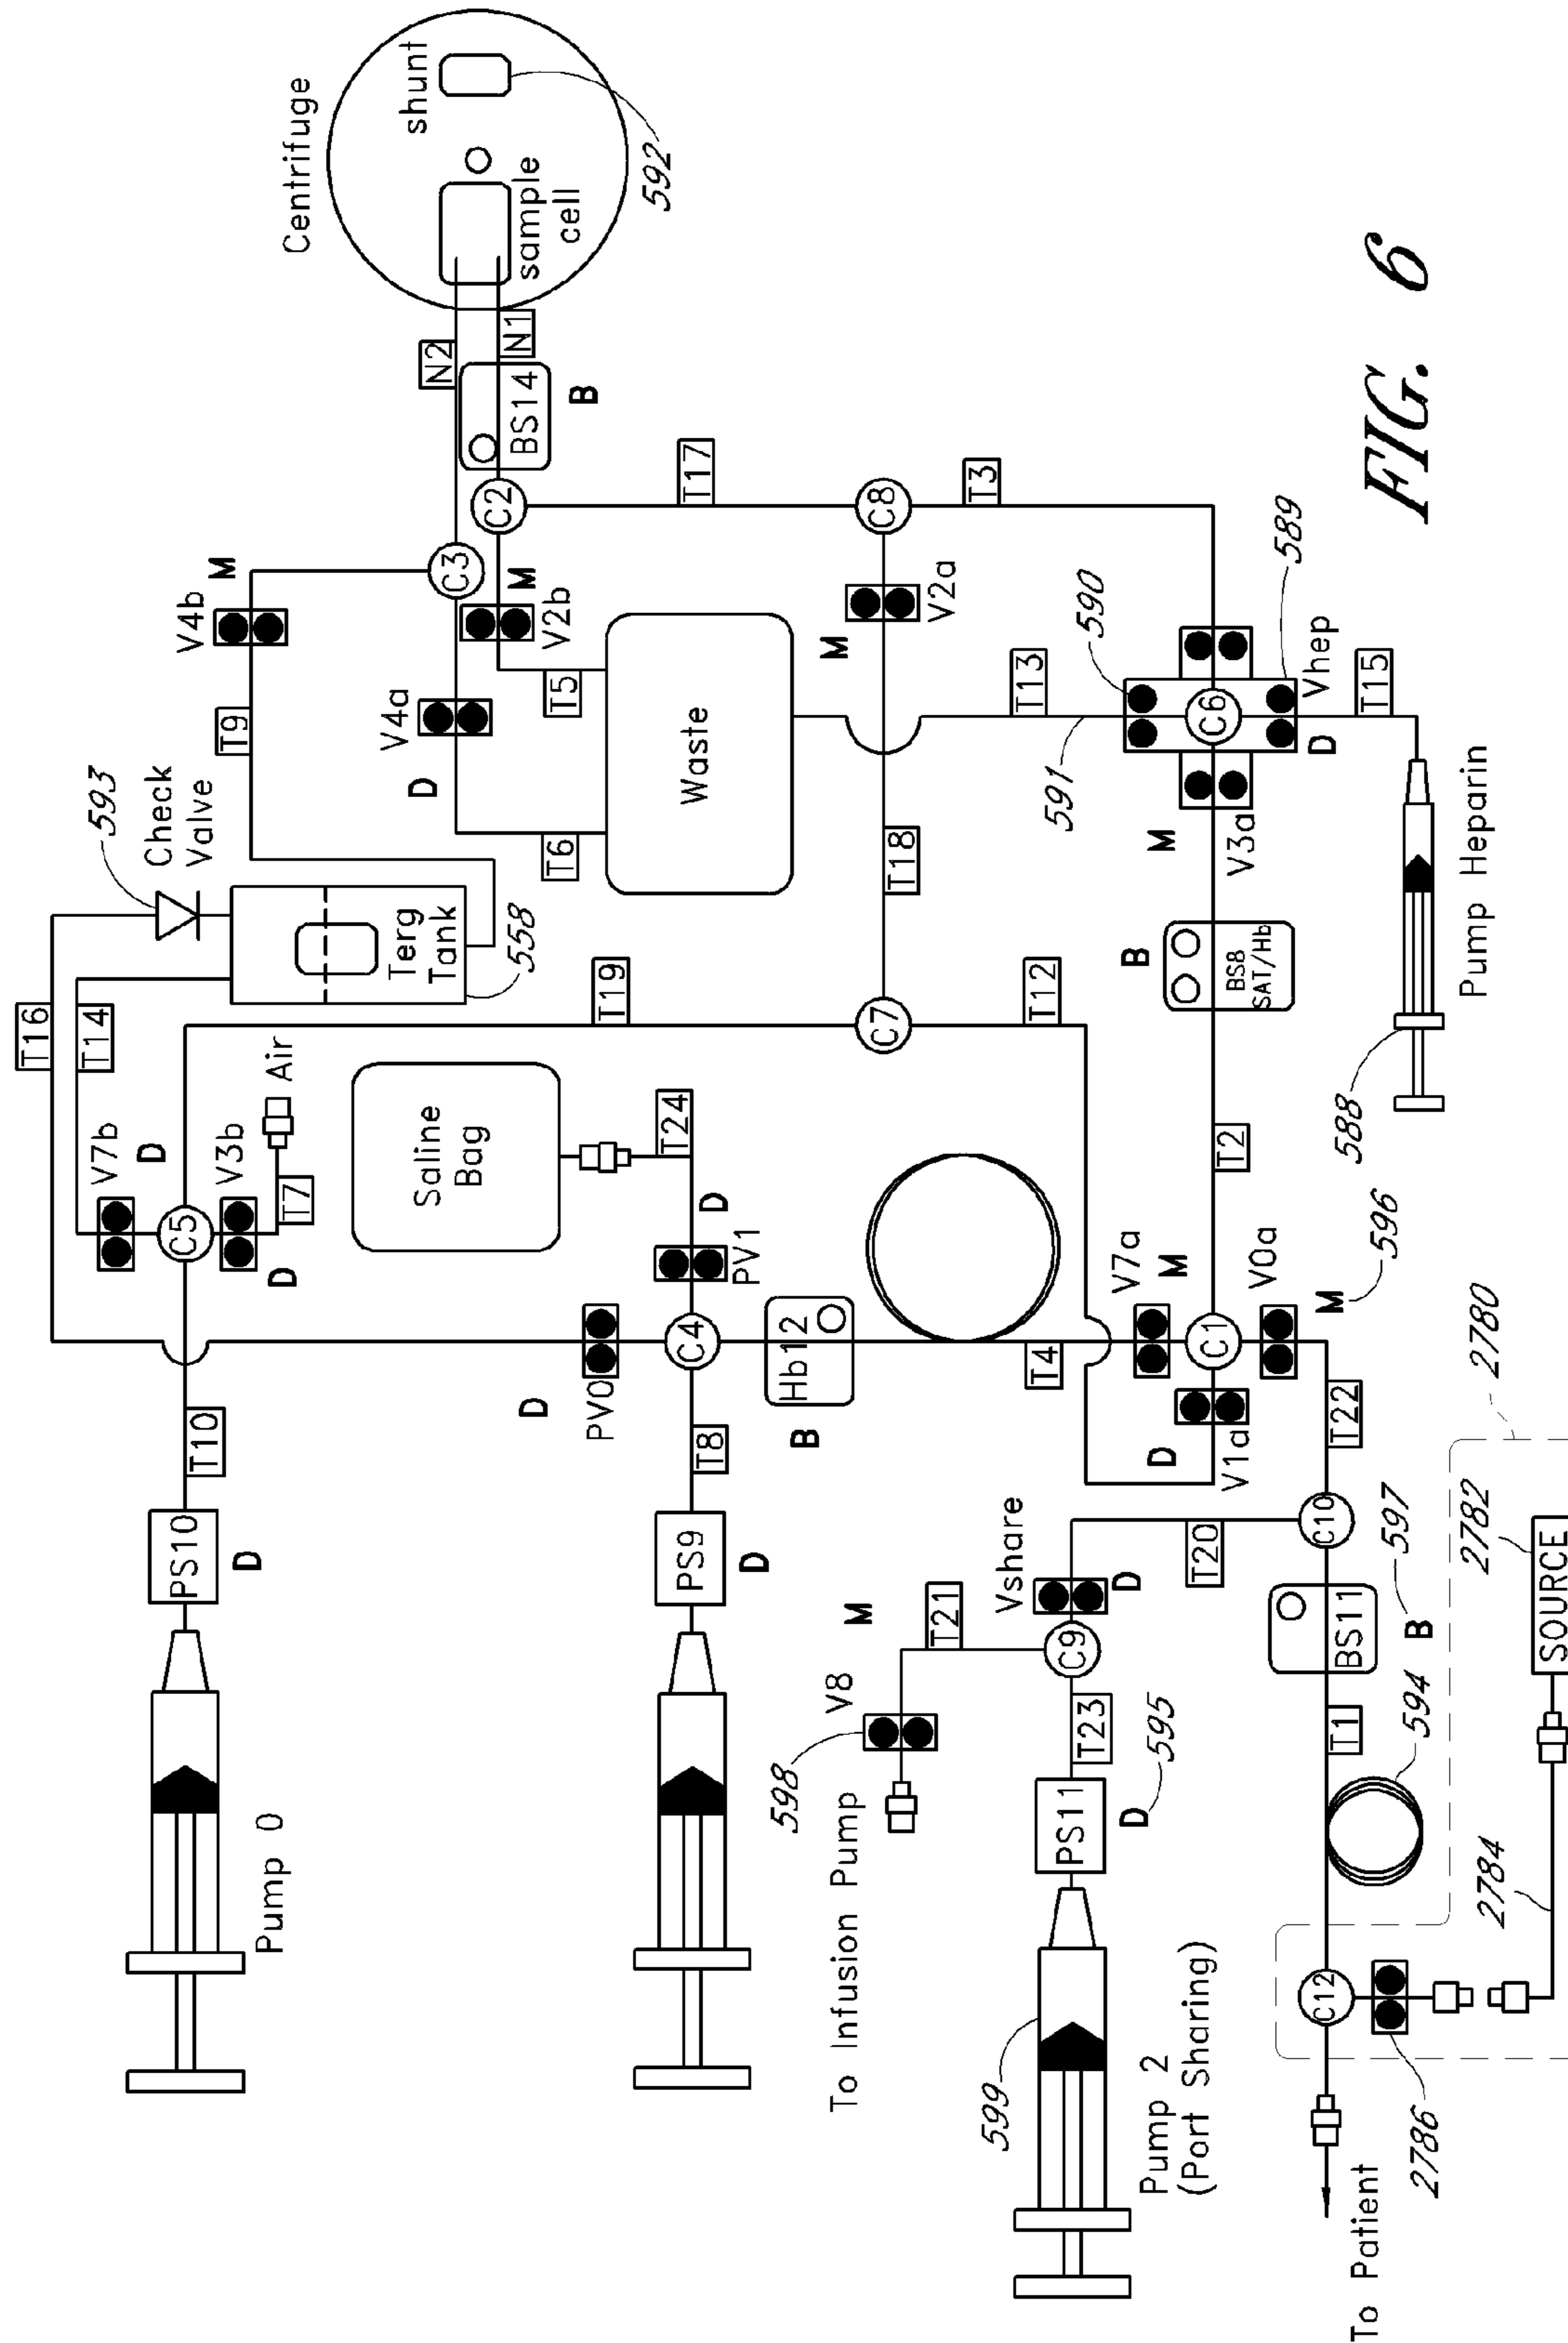 Centrifuge
shunt
sample
cell
592
N2
N1
BS14
B
C2
C3
V4b
M
M
V2b
T17
C8
T3
V2a
M
T9
V4a
D
T5
T6
Waste
593
Check
Valve
Terg
Tank
558
T16
T14
T19
T18
C7
T12
T13
591
590
589
C6
Vhep
D
T15
M
V3a
B
BS8
SAT/Hb
588
Pump Heparin
V7b
D
C5
V3b
D
T7
Air
Saline
Bag
T24
D
PV1
PV0
D
C4
Hb12
B
T4
V7a
M
T2
C1
V0a
M
596
V1a
D
T22
T10
PS10
D
Pump 0
T8
PS9
D
To Infusion Pump
598
V8
M
T21
Vshare
D
C9
T20
C10
T23
PS11
D
595
599
Pump 2
(Port Sharing)
BS11
B
597
T1
594
C12
To Patient
2786
2784
2782
SOURCE
2780
FIG. 6